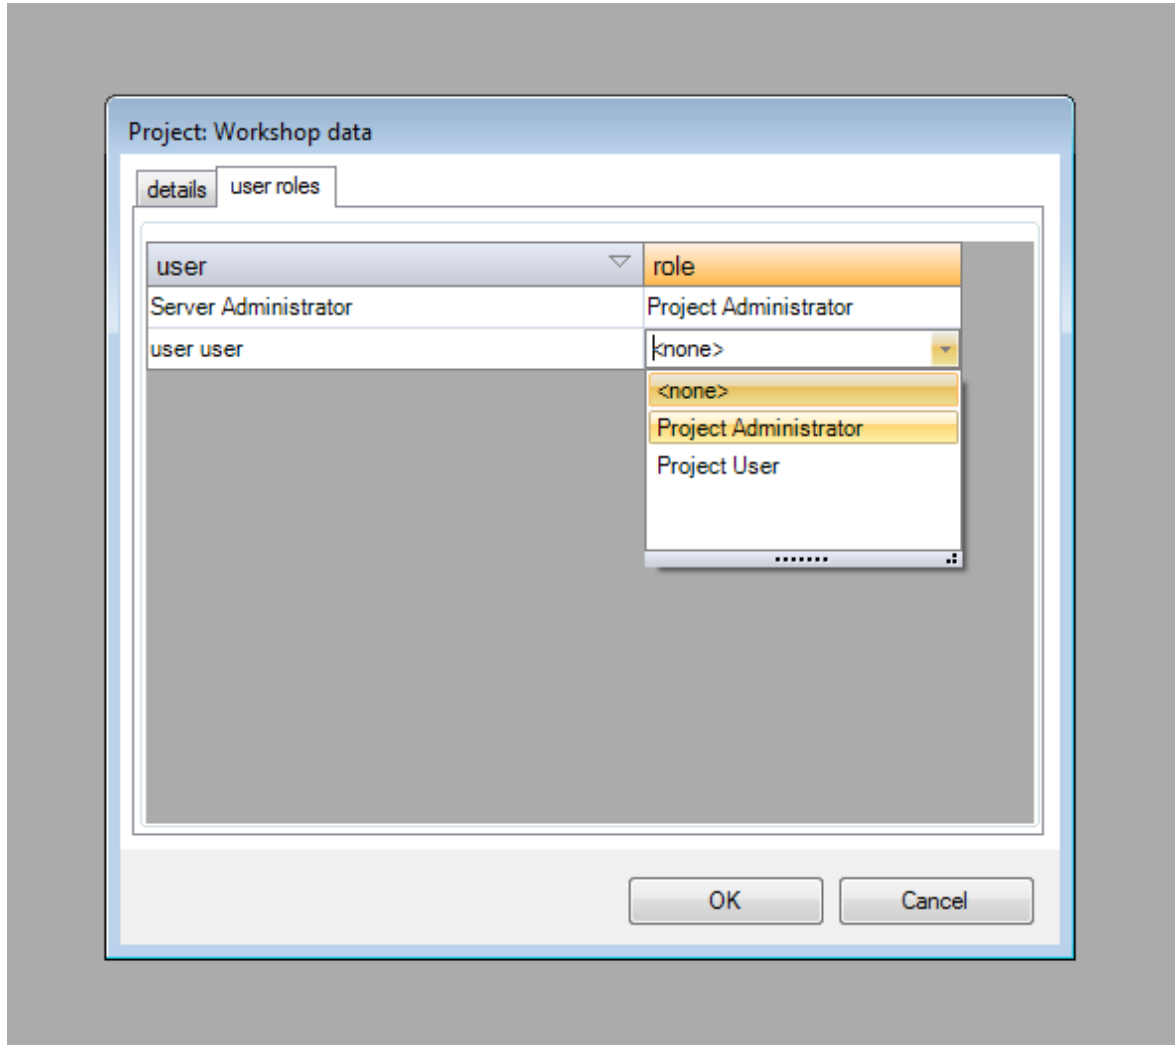 Project: Workshop data
details user roles
user role
Server Administrator Project Administrator
user user <none>
<none>
Project Administrator
Project User
OK Cancel